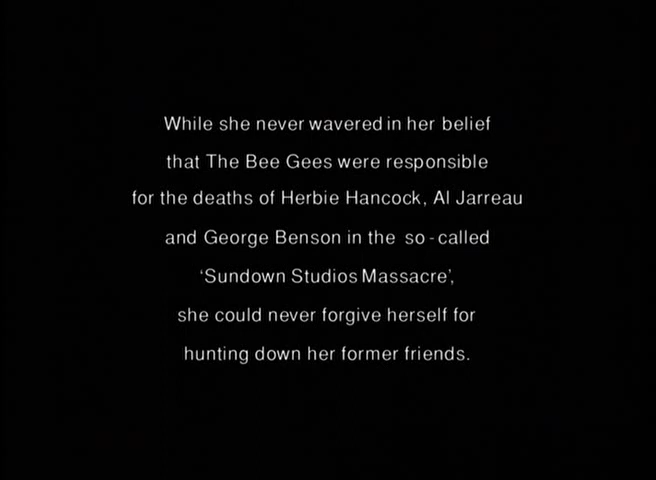 While she never wavered in her belief
that The Bee Gees were responsible
for the deaths of Herbie Hancock, Al Jarreau
and George Benson in the so-called
‘Sundown Studios Massacre’,
she could never forgive herself for
hunting down her former friends.